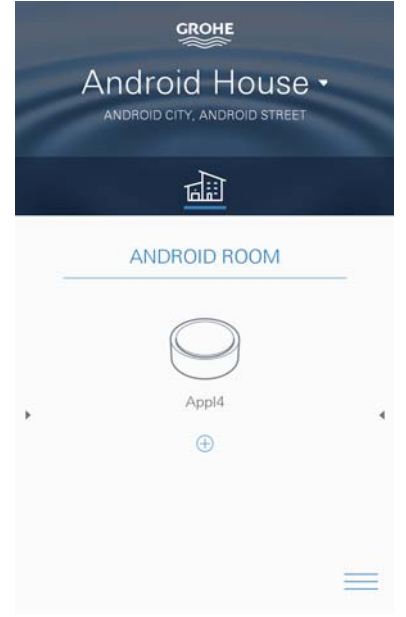 GROHE
Android House
ANDROID CITY, ANDROID STREET
ANDROID ROOM
Appl4